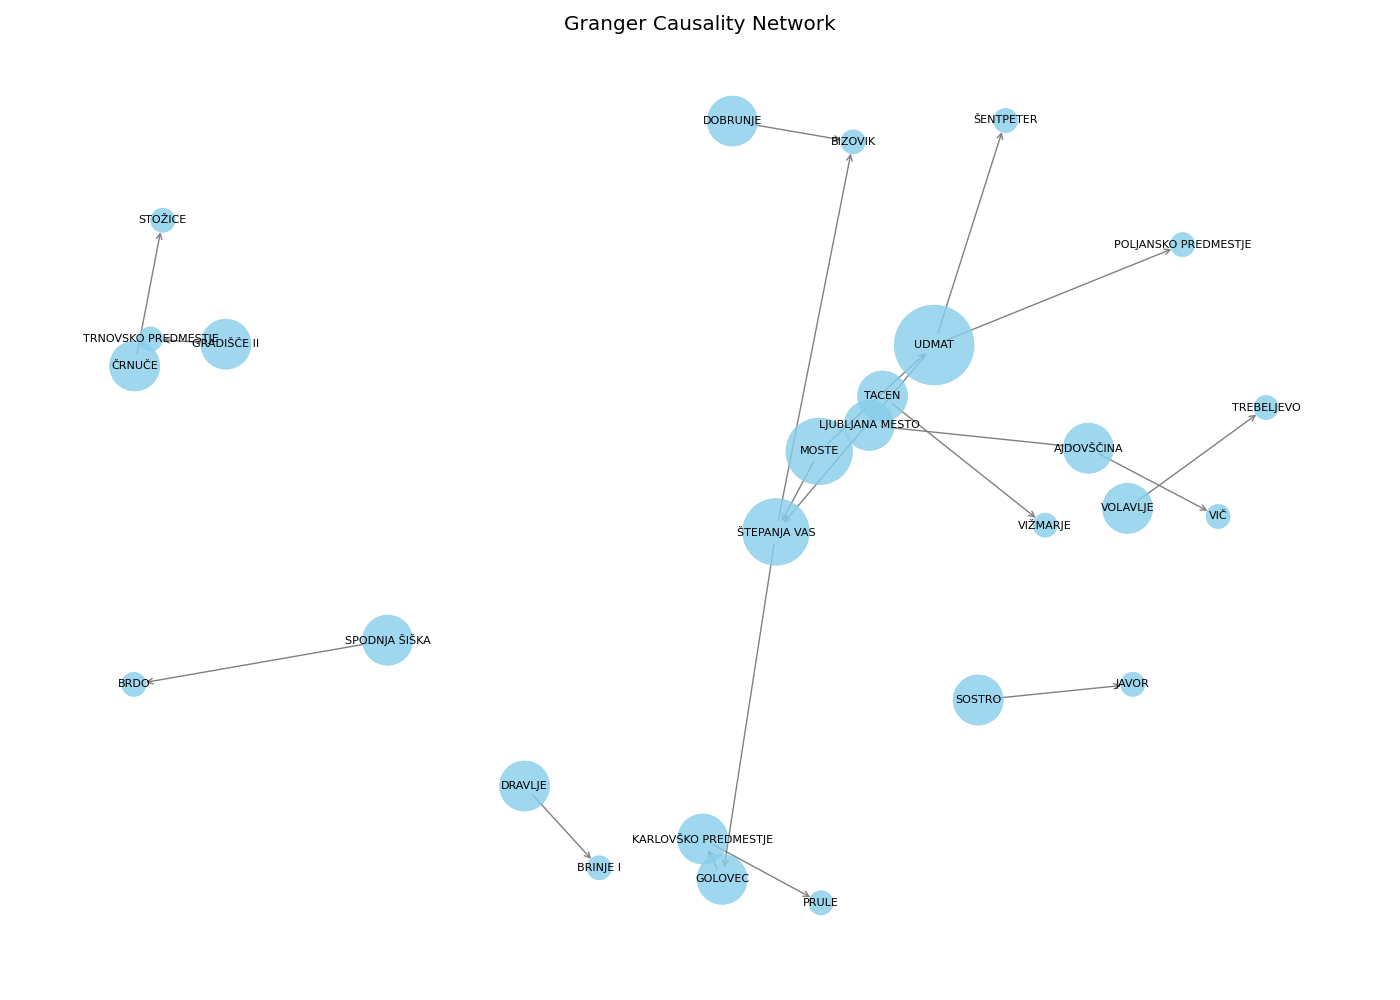 Granger Causality Network
DOBRUNJE
ŠENTPETER
BIZOVIK
STOŽICE
POLJANSKO PREDMESTJE
TRNOVSKO PREDMESTJE
GRADIŠČE II
UDMAT
ČRNUČE
TACEN
TREBELJEVO
LJUBLJANA MESTO
AJDOVŠČINA
MOSTE
VOLAVLJE
VIČ
VIŽMARJE
ŠTEPANJA VAS
SPODNJA ŠIŠKA
BRDO
JAVOR
SOSTRO
DRAVLJE
KARLOVŠKO PREDMESTJE
BRINJE I
GOLOVEC
PRULE